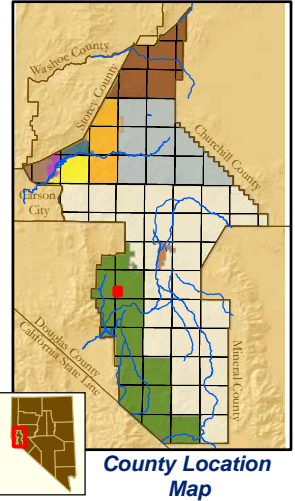 Washoe County
Storey County
Churchill County
Carson
City
Douglas County
California State Line
Mineral County
County Location
Map